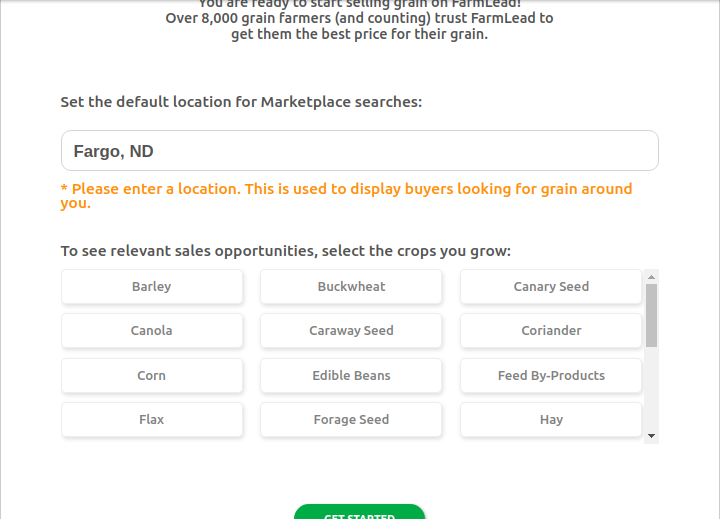 You are ready to start selling grain on FarmLead!
Over 8,000 grain farmers (and counting) trust FarmLead to
get them the best price for their grain.
Set the default location for Marketplace searches:
Fargo, ND
* Please enter a location. This is used to display buyers looking for grain around
you.
To see relevant sales opportunities, select the crops you grow:
Barley
Buckwheat
Canary Seed
Canola
Caraway Seed
Coriander
Corn
Edible Beans
Feed By-Products
Flax
Forage Seed
Hay
GET STARTED